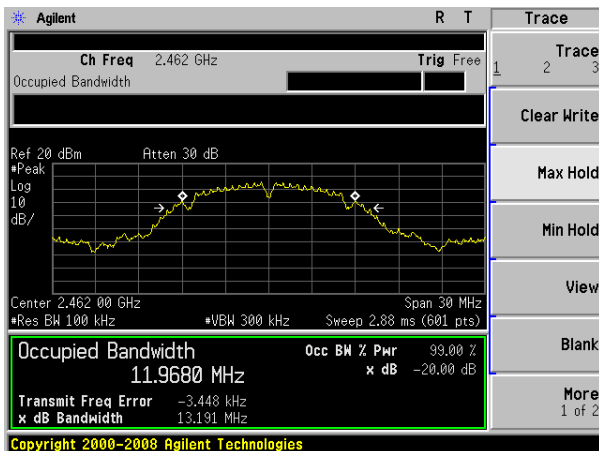 Agilent R T Trace
Ch Freq 2.462 GHz Trig Free
Occupied Bandwidth
Trace
1 2 3
Clear Write
Max Hold
Min Hold
View
Blank
More
1 of 2
Ref 20 dBm Atten 30 dB
#Peak
Log
10
dB/
Center 2.462 00 GHz Span 30 MHz
#Res BW 100 kHz #VBW 300 kHz Sweep 2.88 ms (601 pts)
Occupied Bandwidth Occ BW % Pwr 99.00 %
11.9680 MHz x dB -20.00 dB
Transmit Freq Error -3.448 kHz
x dB Bandwidth 13.191 MHz
Copyright 2000-2008 Agilent Technologies